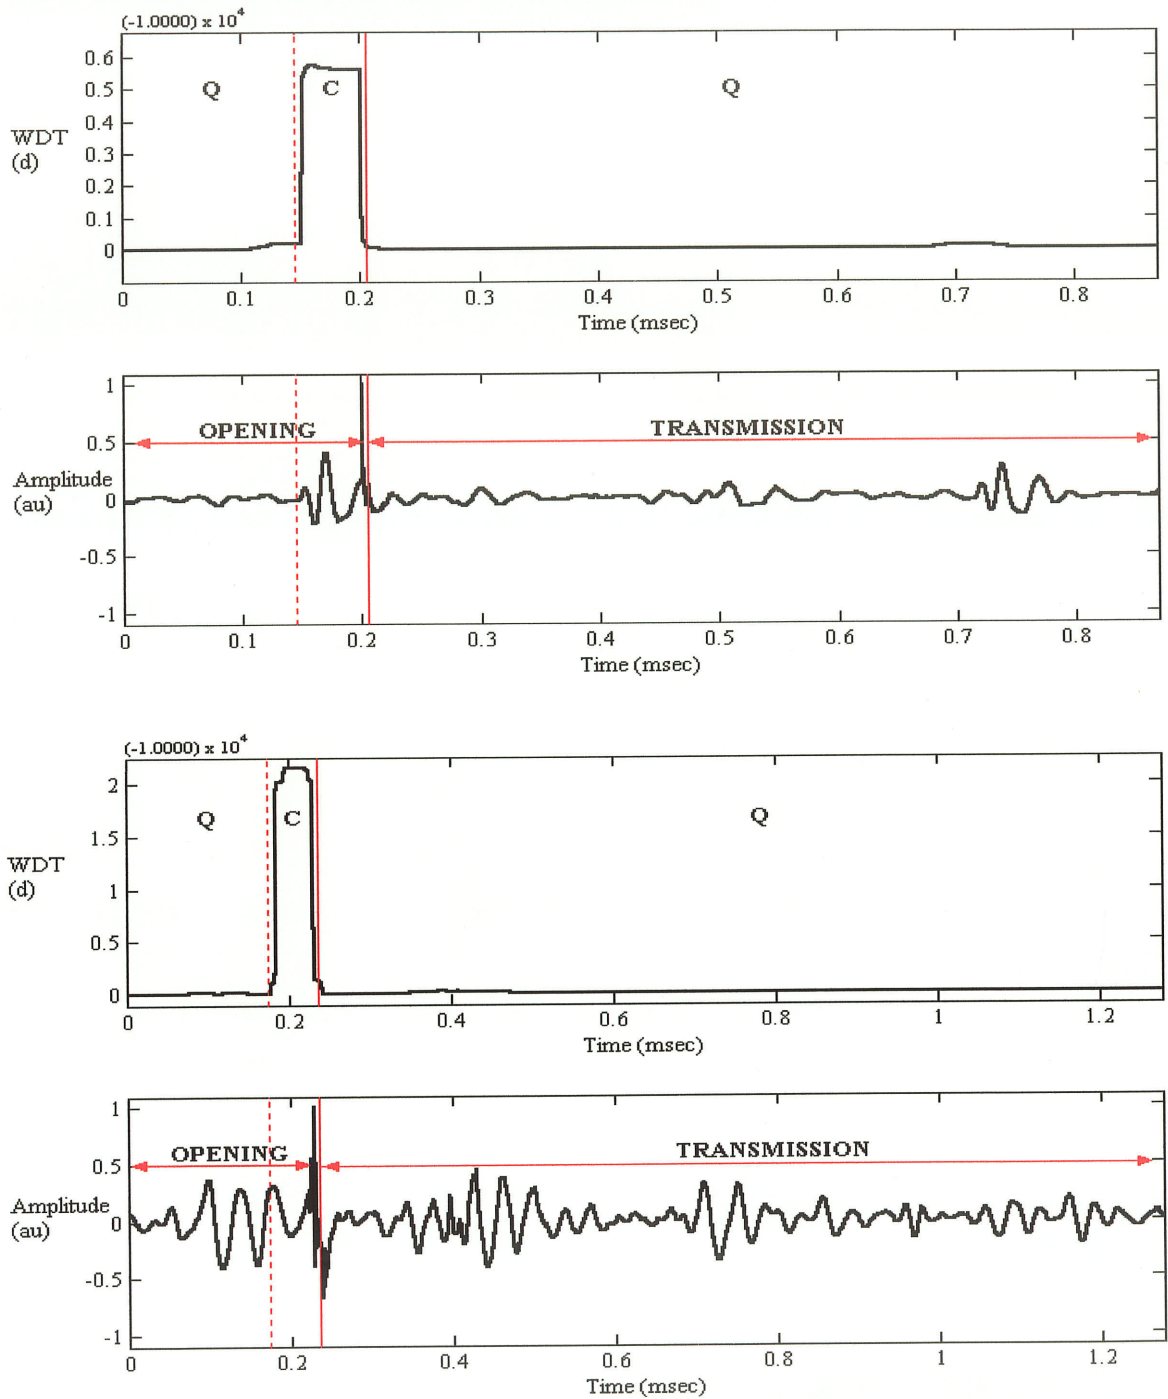 (-1.0000) x 10⁴
0.6
0.5
0.4
0.3
0.2
0.1
0
WDT
(d)
Q
C
Q
0 0.1 0.2 0.3 0.4 0.5 0.6 0.7 0.8
Time (msec)
1
0.5
0
-0.5
-1
Amplitude
(au)
OPENING
TRANSMISSION
0 0.1 0.2 0.3 0.4 0.5 0.6 0.7 0.8
Time (msec)
(-1.0000) x 10⁴
2
1.5
1
0.5
0
WDT
(d)
Q
C
Q
0 0.2 0.4 0.6 0.8 1 1.2
Time (msec)
1
0.5
0
-0.5
-1
Amplitude
(au)
OPENING
TRANSMISSION
0 0.2 0.4 0.6 0.8 1 1.2
Time (msec)